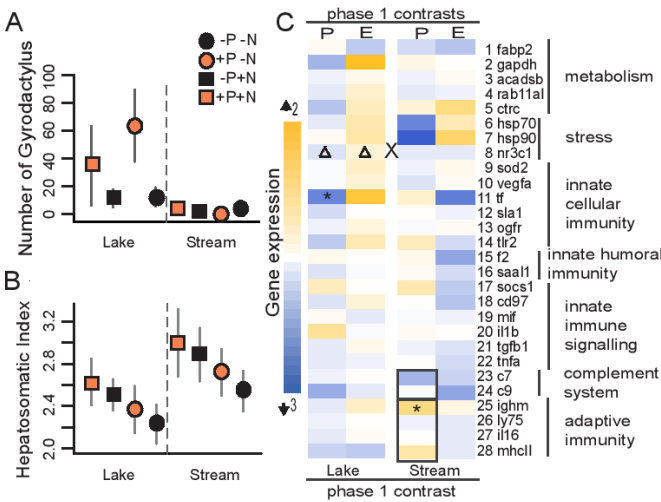 A
-P -N
+P -N
-P+N
+P+N
Number of Gyrodactylus
100
80
60
40
20
0
Lake
Stream
B
Hepatosomatic Index
3.2
2.8
2.4
2.0
Lake
Stream
C
phase 1 contrasts
P
E
P
E
2
Gene expression
3
1 fabp2
2 gapdh
3 acadsb
4 rab11al
5 ctrc
6 hsp70
7 hsp90
X
8 nr3c1
9 sod2
10 vegfa
*
11 tf
12 sla1
13 ogfr
14 tlr2
15 f2
16 saal1
17 socs1
18 cd97
19 mif
20 il1b
21 tgfb1
22 tnfa
23 c7
24 c9
*
25 ighm
26 ly75
27 il16
28 mhcII
metabolism
stress
innate
cellular
immunity
innate humoral
immunity
innate
immune
signalling
complement
system
adaptive
immunity
Lake
Stream
phase 1 contrast